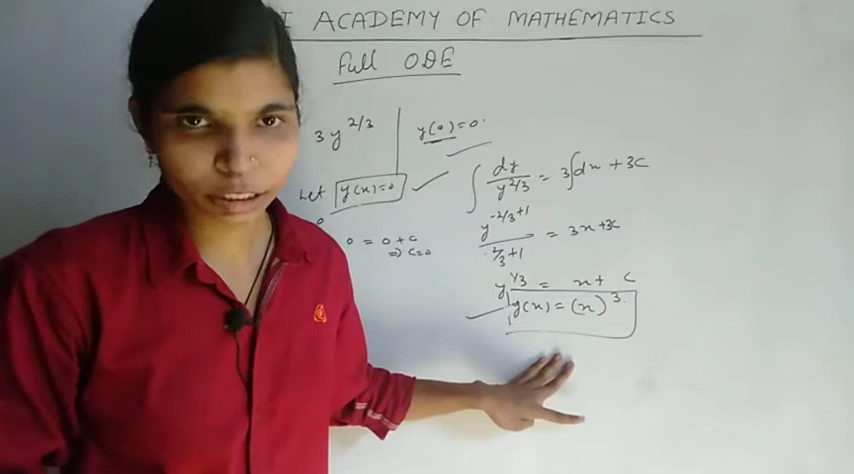 I ACADEMY OF MATHEMATICS
Full ODE
3y^{2/3}
y(0)=0.
Let y(x)=0
0
0 = 0+c
=> c=0
∫ dy/y^{2/3} = 3∫dx + 3c
y^{-2/3+1}/-2/3+1 = 3x+3c
y^{1/3} = x + c
y(x) = (x)^3.